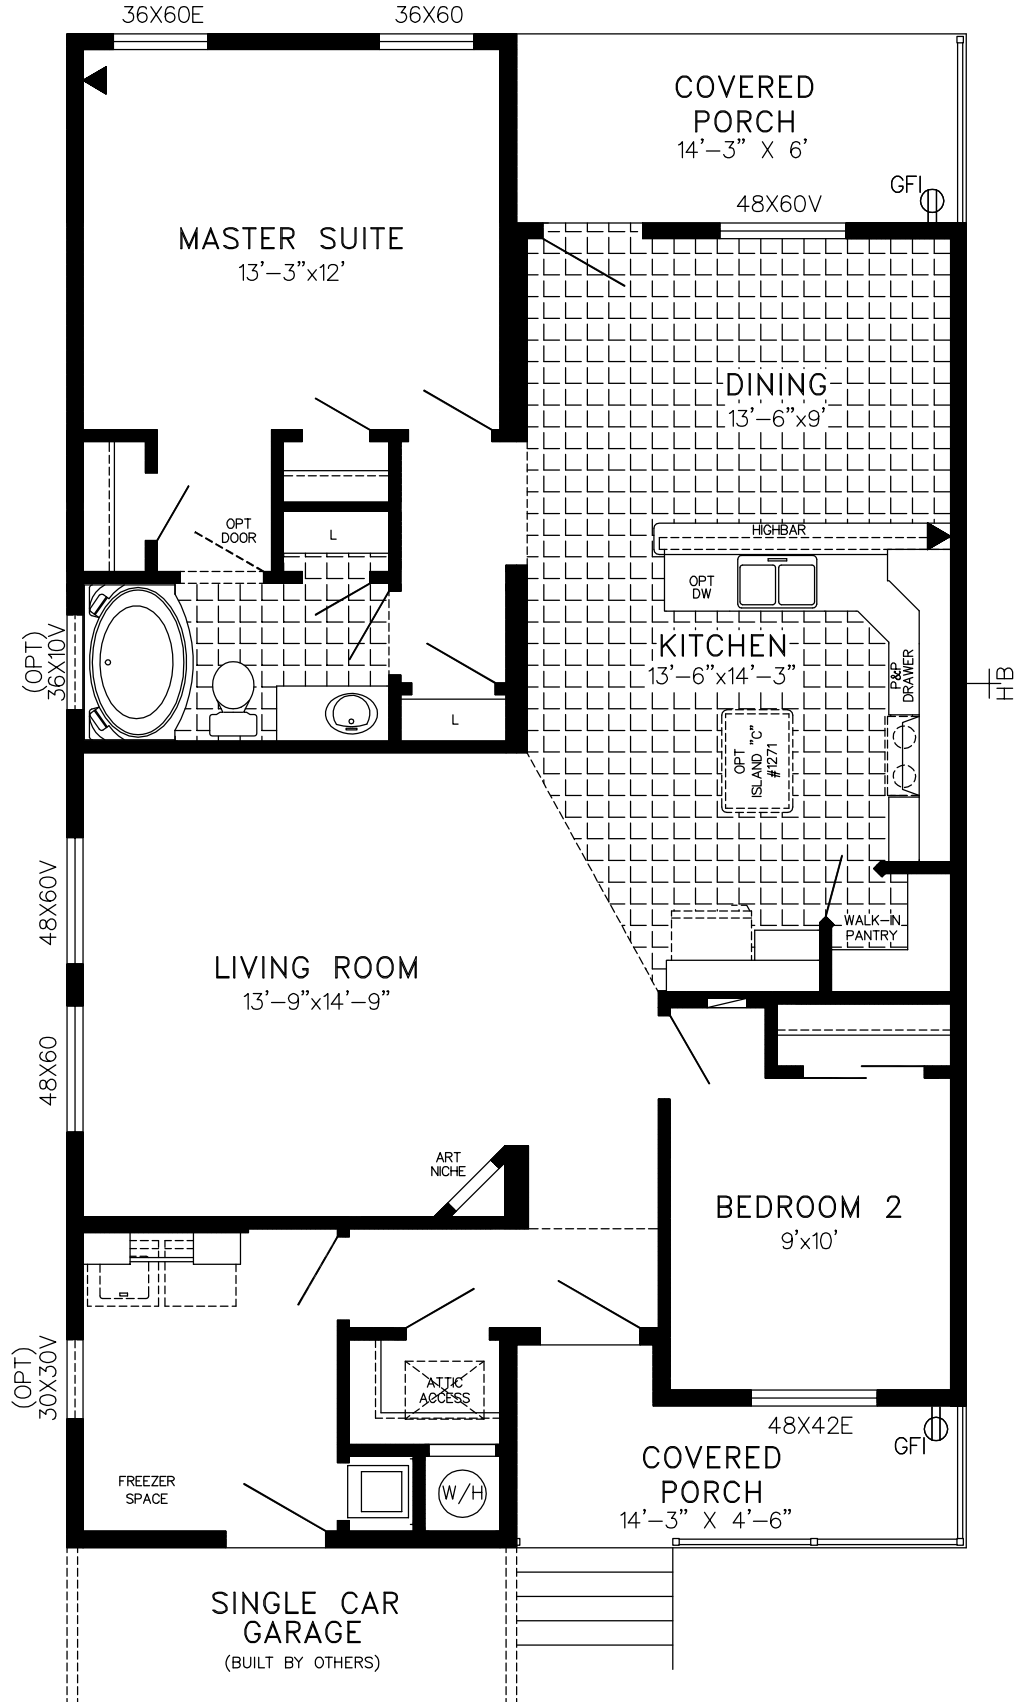 36X60E
36X60
COVERED
PORCH
14'-3" X 6'
GFI
48X60V
MASTER SUITE
13'-3"x12'
DINING
13'-6"x9'
OPT
DOOR
L
HIGHBAR
OPT
DW
(OPT)
36X10V
KITCHEN
13'-6"x14'-3"
P&P
DRAWER
HB
L
OPT
ISLAND "C"
#1271
48X60V
WALK-IN
PANTRY
LIVING ROOM
13'-9"x14'-9"
48X60
ART
NICHE
BEDROOM 2
9'x10'
(OPT)
30X30V
ATTIC
ACCESS
48X42E
GFI
COVERED
PORCH
14'-3" X 4'-6"
FREEZER
SPACE
W/H
SINGLE CAR
GARAGE
(BUILT BY OTHERS)